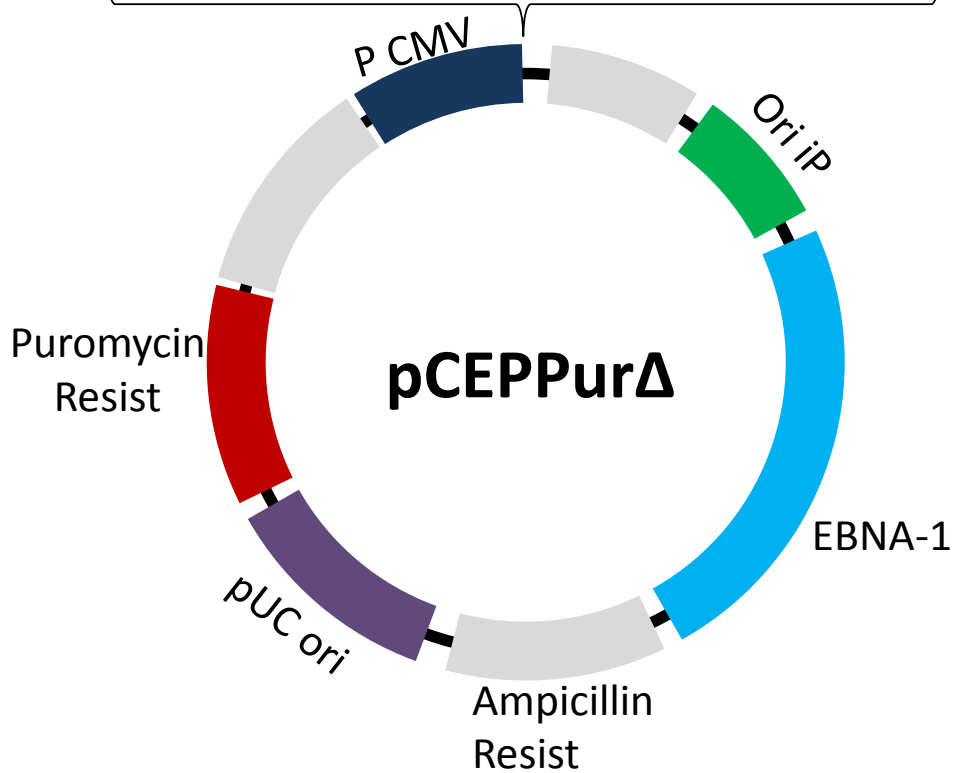 P CMV
Ori iP
Puromycin
Resist
pCEPPurΔ
EBNA-1
pUC ori
Ampicillin
Resist